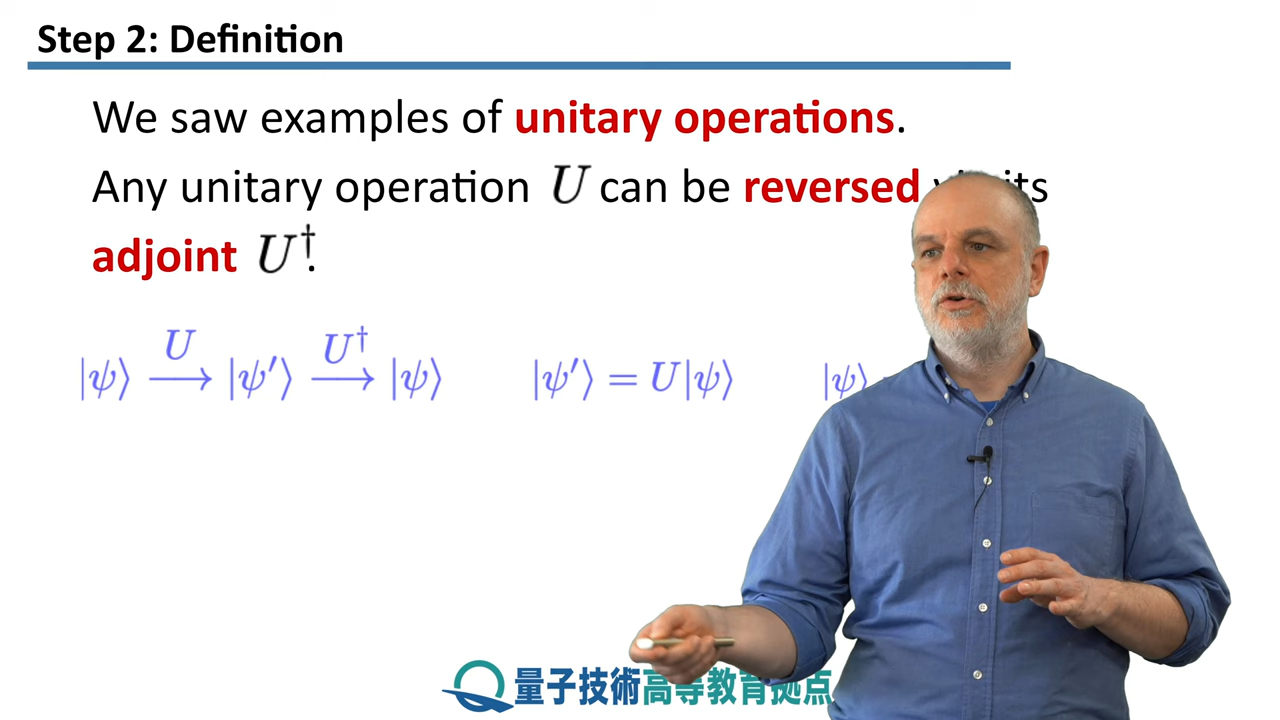 Step 2: Definition
We saw examples of unitary operations.
Any unitary operation U can be reversed its
adjoint U†.
|ψ⟩ —U→ |ψ′⟩ —U†→ |ψ⟩ |ψ′⟩ = U|ψ⟩ |ψ⟩
量子技術高等教育拠点